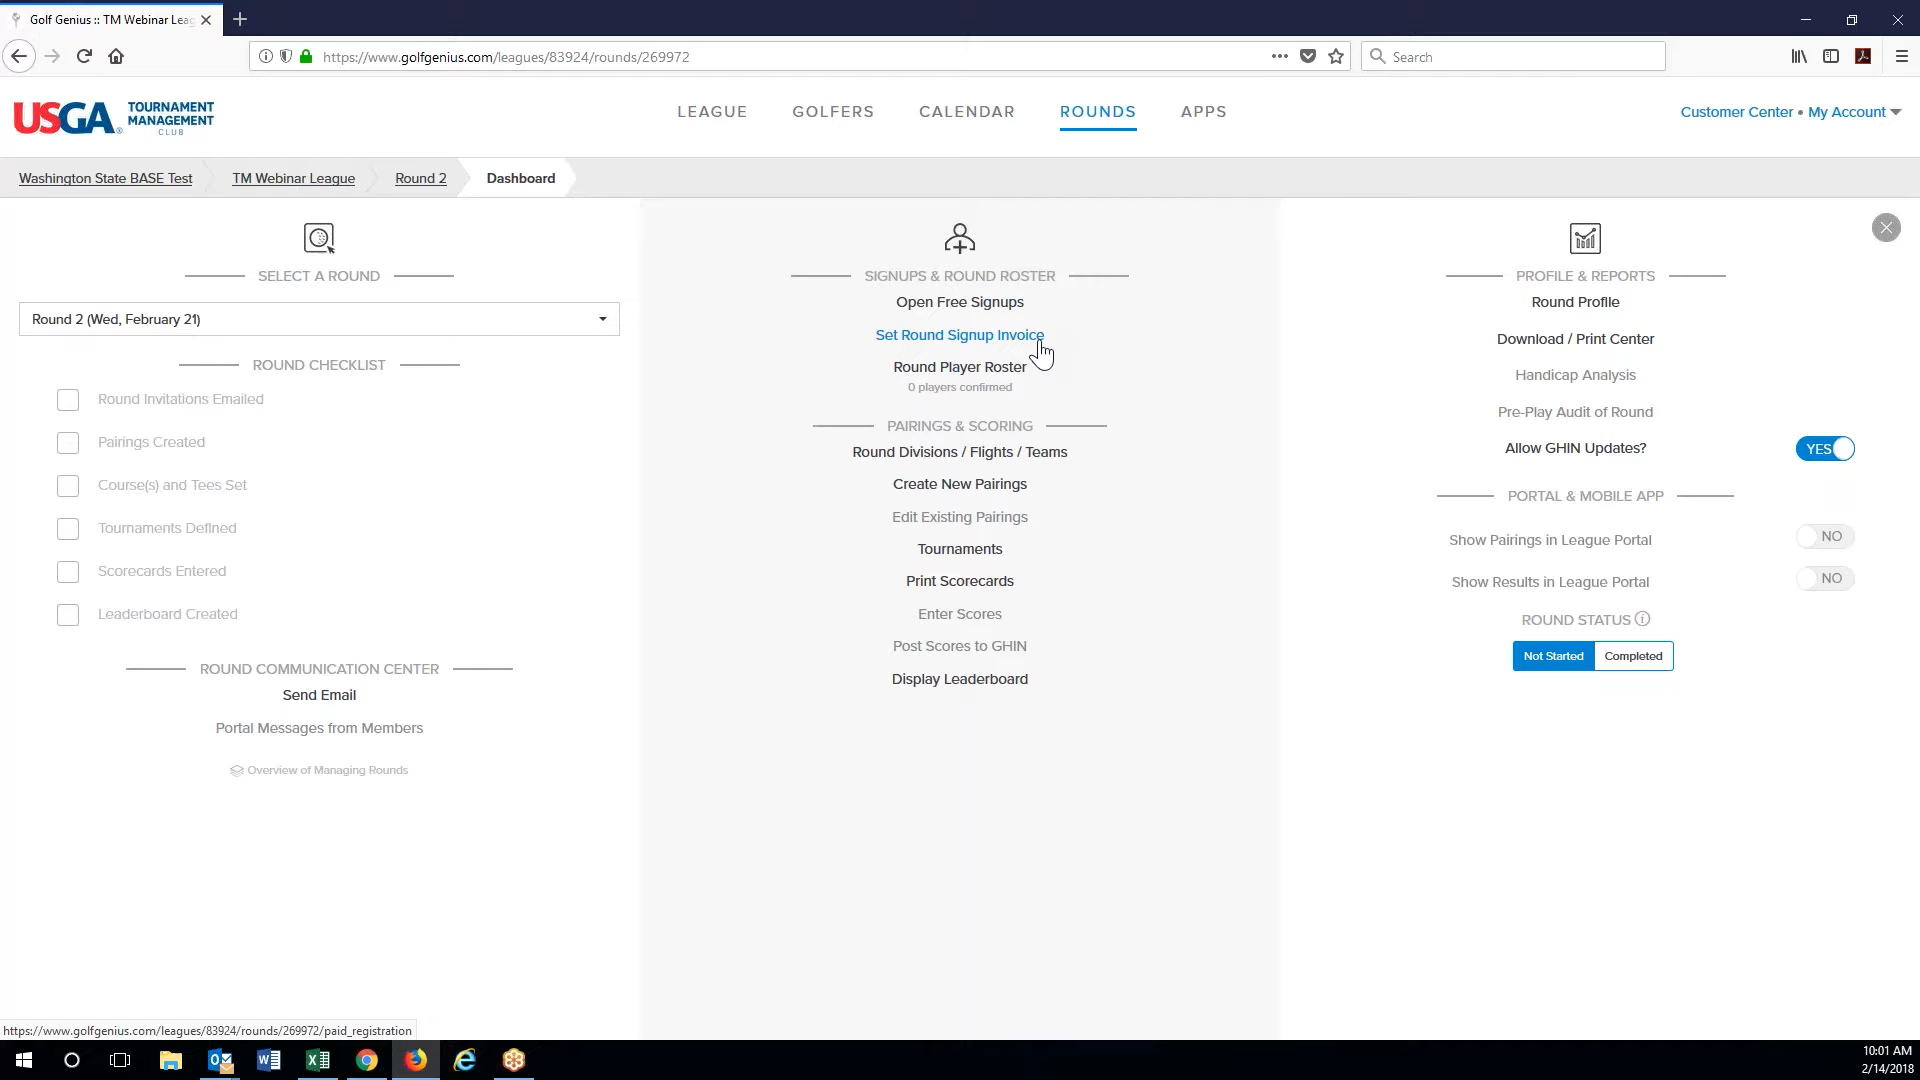 Golf Genius :: TM Webinar Leag
https://www.golfgenius.com/leagues/83924/rounds/269972
Search
USGA TOURNAMENT MANAGEMENT CLUB
LEAGUE
GOLFERS
CALENDAR
ROUNDS
APPS
Customer Center • My Account
Washington State BASE Test
TM Webinar League
Round 2
Dashboard
SELECT A ROUND
Round 2 (Wed, February 21)
ROUND CHECKLIST
Round Invitations Emailed
Pairings Created
Course(s) and Tees Set
Tournaments Defined
Scorecards Entered
Leaderboard Created
ROUND COMMUNICATION CENTER
Send Email
Portal Messages from Members
Overview of Managing Rounds
SIGNUPS & ROUND ROSTER
Open Free Signups
Set Round Signup Invoice
Round Player Roster
0 players confirmed
PAIRINGS & SCORING
Round Divisions / Flights / Teams
Create New Pairings
Edit Existing Pairings
Tournaments
Print Scorecards
Enter Scores
Post Scores to GHIN
Display Leaderboard
PROFILE & REPORTS
Round Profile
Download / Print Center
Handicap Analysis
Pre-Play Audit of Round
Allow GHIN Updates? YES
PORTAL & MOBILE APP
Show Pairings in League Portal NO
Show Results in League Portal NO
ROUND STATUS
Not Started Completed
https://www.golfgenius.com/leagues/83924/rounds/269972/paid_registration
10:01 AM
2/14/2018